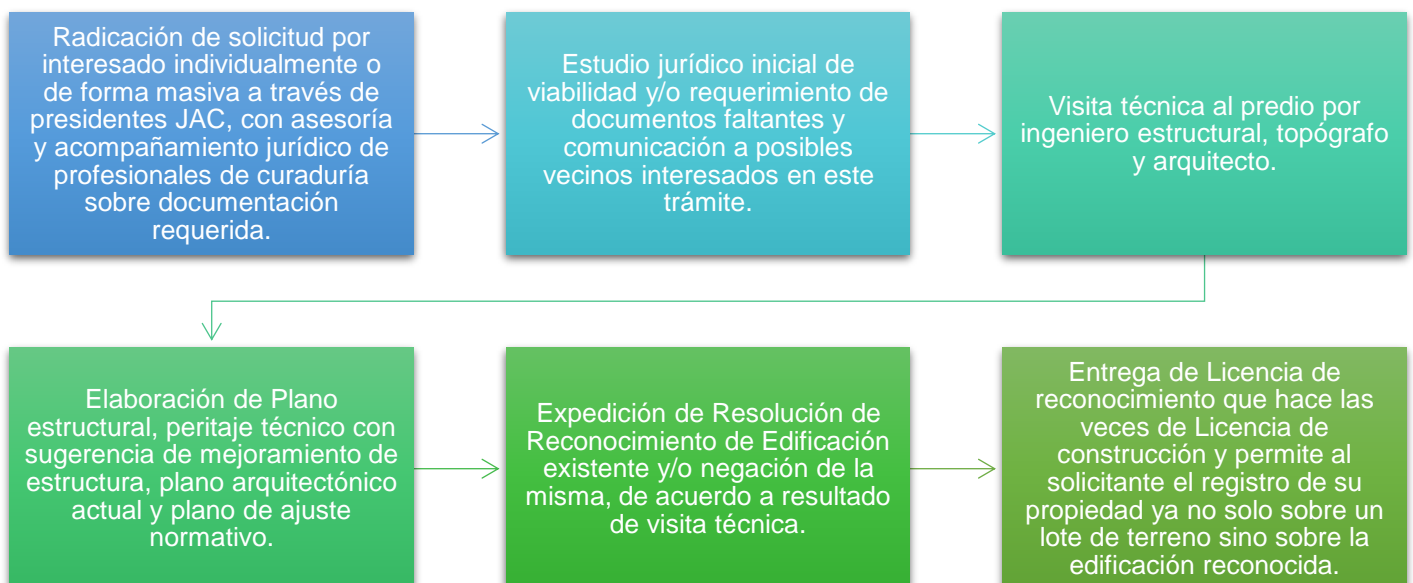 Radicación de solicitud por
interesado individualmente o
de forma masiva a través de
presidentes JAC, con asesoría
y acompañamiento jurídico de
profesionales de curaduría
sobre documentación
requerida.
Estudio jurídico inicial de
viabilidad y/o requerimiento de
documentos faltantes y
comunicación a posibles
vecinos interesados en este
trámite.
Visita técnica al predio por
ingeniero estructural, topógrafo
y arquitecto.
Elaboración de Plano
estructural, peritaje técnico con
sugerencia de mejoramiento de
estructura, plano arquitectónico
actual y plano de ajuste
normativo.
Expedición de Resolución de
Reconocimiento de Edificación
existente y/o negación de la
misma, de acuerdo a resultado
de visita técnica.
Entrega de Licencia de
reconocimiento que hace las
veces de Licencia de
construcción y permite al
solicitante el registro de su
propiedad ya no solo sobre un
lote de terreno sino sobre la
edificación reconocida.